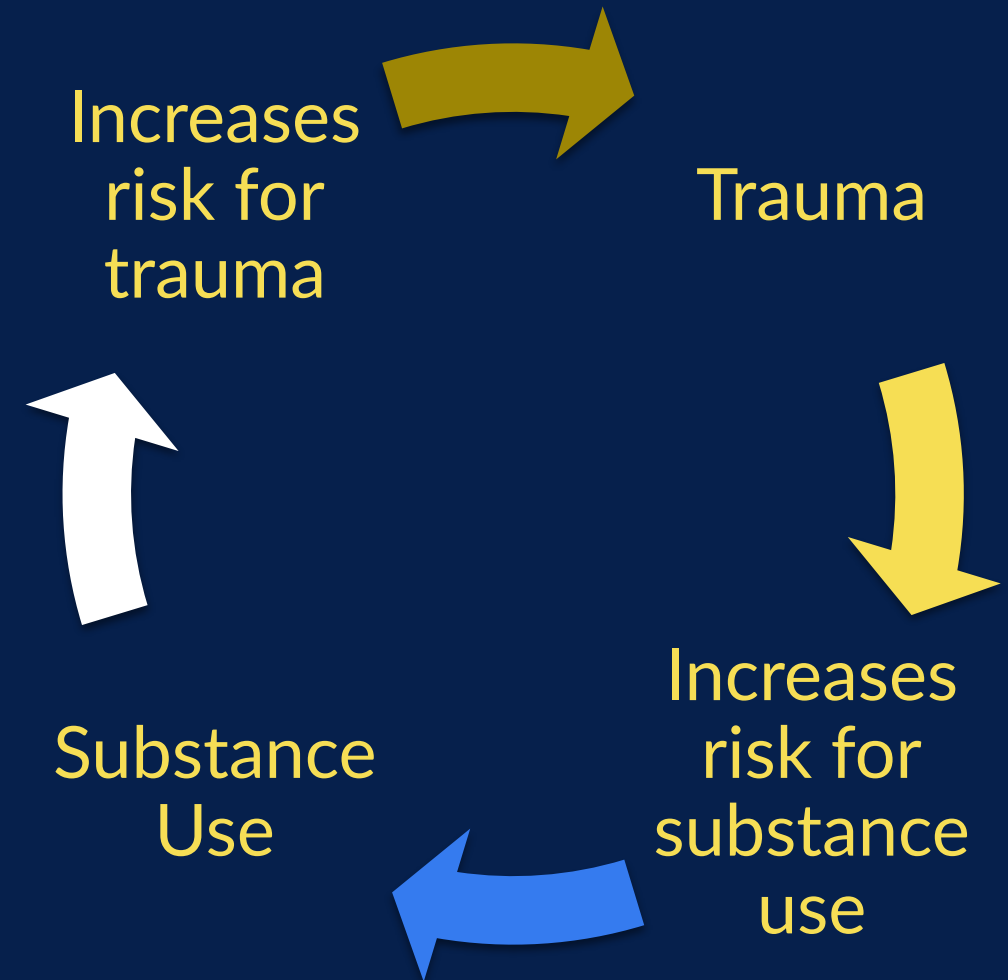 Increases
risk for
trauma
Trauma
Increases
risk for
substance
use
Substance
Use